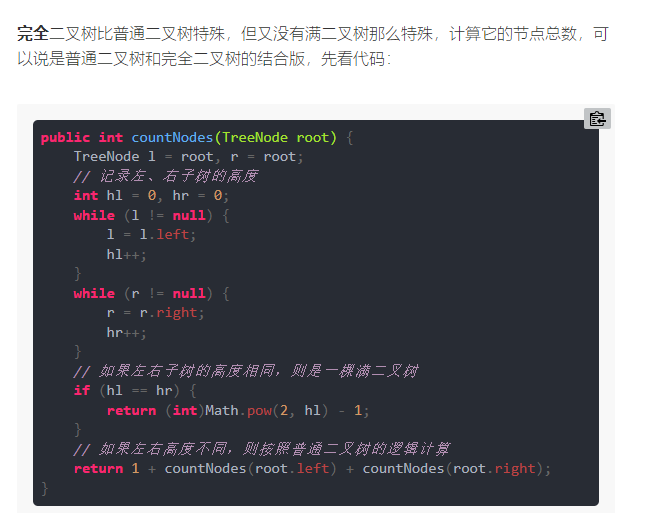 完全二叉树比普通二叉树特殊，但又没有满二叉树那么特殊，计算它的节点总数，可
以说是普通二叉树和完全二叉树的结合版，先看代码：
public int countNodes(TreeNode root) {
    TreeNode l = root, r = root;
    // 记录左、右子树的高度
    int hl = 0, hr = 0;
    while (l != null) {
        l = l.left;
        hl++;
    }
    while (r != null) {
        r = r.right;
        hr++;
    }
    // 如果左右子树的高度相同，则是一棵满二叉树
    if (hl == hr) {
        return (int)Math.pow(2, hl) - 1;
    }
    // 如果左右高度不同，则按照普通二叉树的逻辑计算
    return 1 + countNodes(root.left) + countNodes(root.right);
}